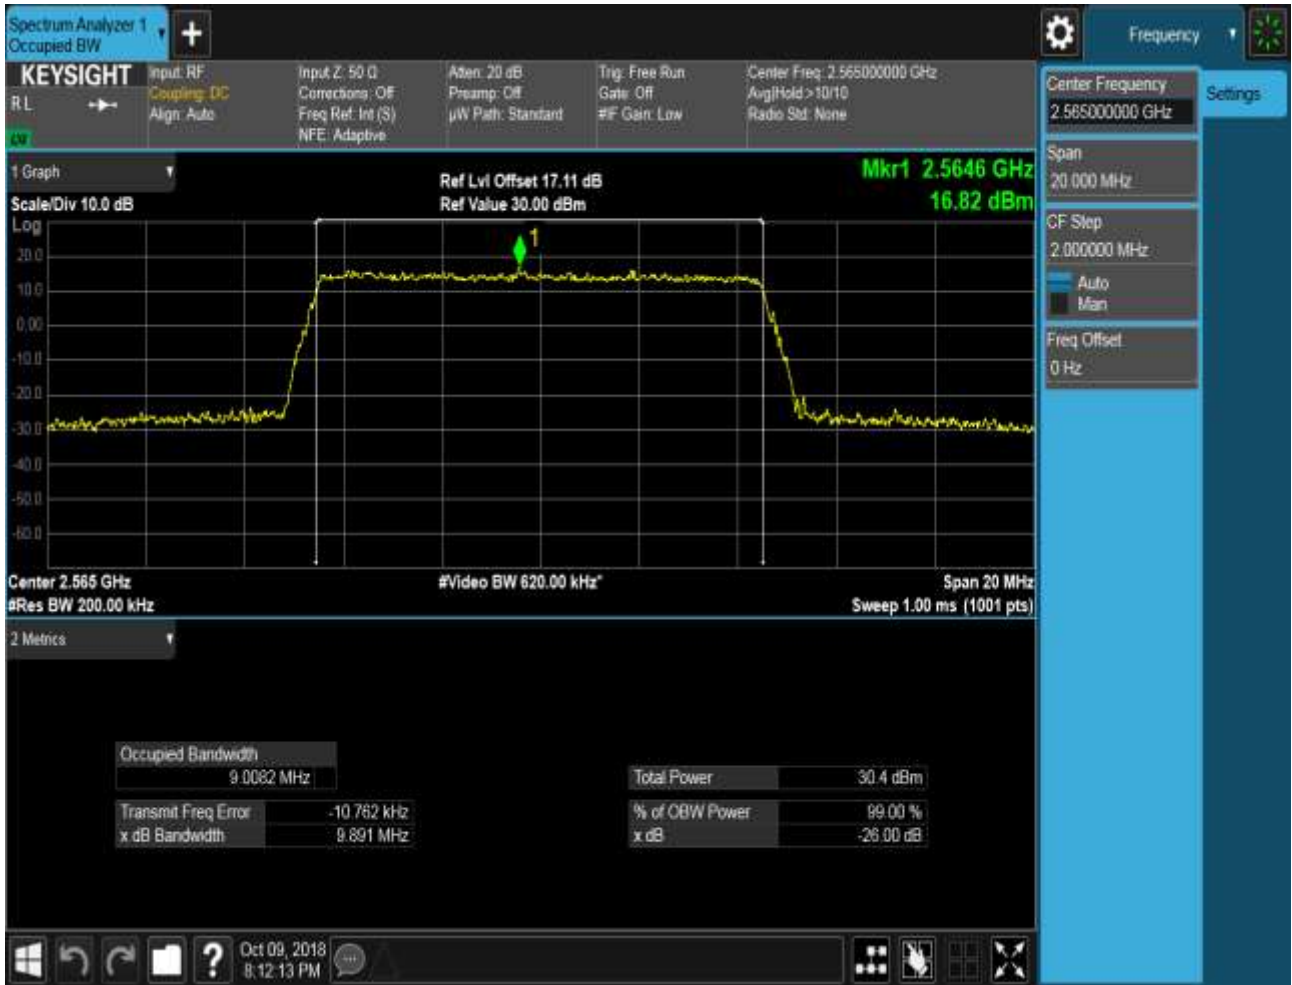 Spectrum Analyzer 1
Occupied BW
Frequency
KEYSIGHT
R L
Input: RF
Coupling: DC
Align: Auto
Input Z: 50 Ω
Corrections: Off
Freq Ref: Int (S)
NFE: Adaptive
Atten: 20 dB
Preamp: Off
µW Path: Standard
Trig: Free Run
Gate: Off
#IF Gain: Low
Center Freq: 2.565000000 GHz
Avg|Hold:>10/10
Radio Std: None
Center Frequency
2.565000000 GHz
Settings
Span
20.000 MHz
CF Step
2.000000 MHz
Auto
Man
Freq Offset
0 Hz
1 Graph
Scale/Div 10.0 dB
Ref Lvl Offset 17.11 dB
Ref Value 30.00 dBm
Mkr1 2.5646 GHz
16.82 dBm
Log
20.0
10.0
0.00
-10.0
-20.0
-30.0
-40.0
-50.0
-60.0
1
Center 2.565 GHz
#Res BW 200.00 kHz
#Video BW 620.00 kHz*
Span 20 MHz
Sweep 1.00 ms (1001 pts)
2 Metrics
Occupied Bandwidth
9.0082 MHz
Transmit Freq Error -10.762 kHz
x dB Bandwidth 9.891 MHz
Total Power 30.4 dBm
% of OBW Power 99.00 %
x dB -26.00 dB
Oct 09, 2018
8:12:13 PM